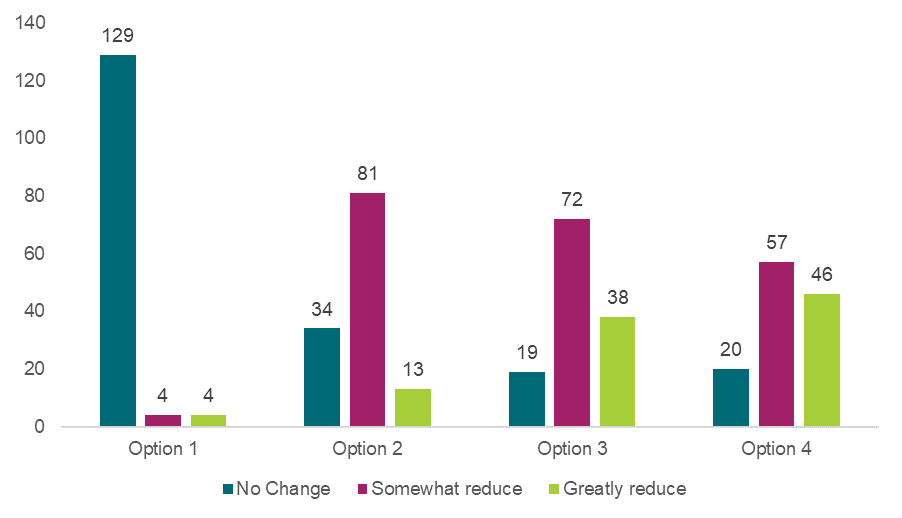 140
129
120
100
80
60
40
20
0
4
4
34
81
13
19
72
38
20
57
46
Option 1
Option 2
Option 3
Option 4
No Change
Somewhat reduce
Greatly reduce